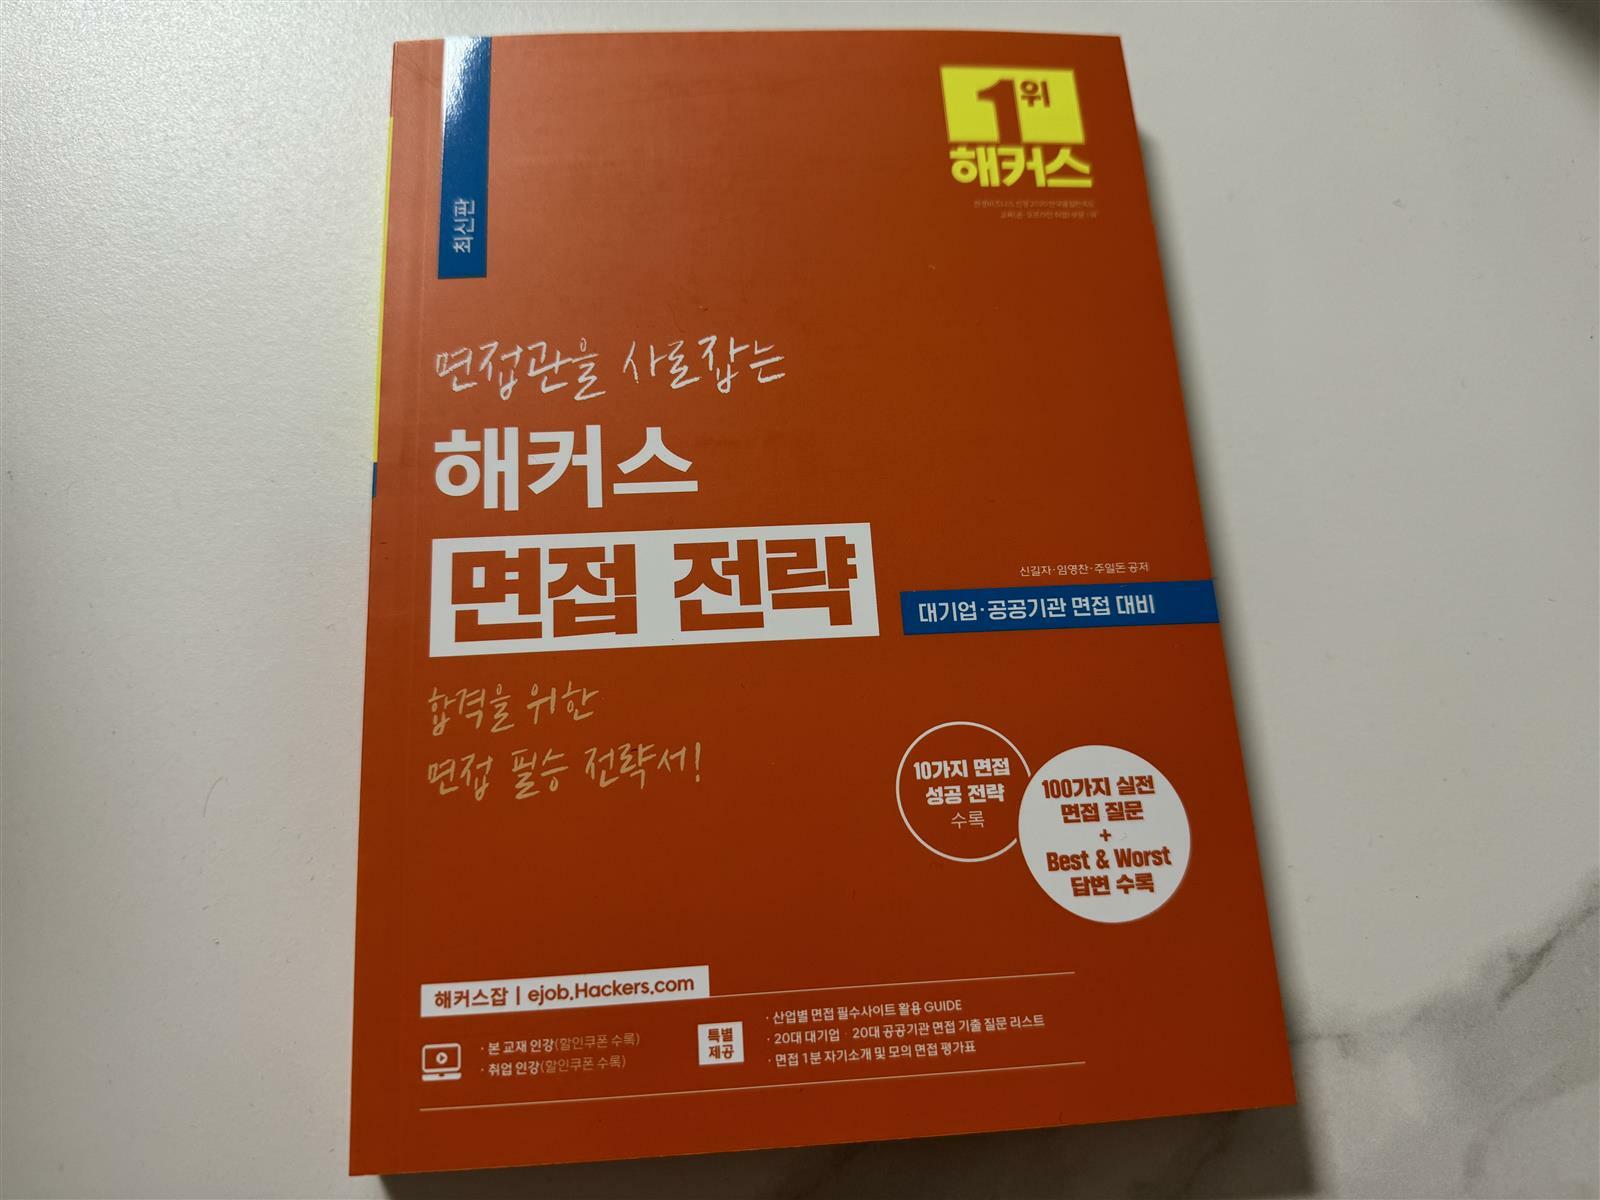 최신판
1위
해커스
면접관을 사로잡는
해커스
면접 전략
신길자·임영찬·주일돈 공저
대기업·공공기관 면접 대비
합격을 위한
면접 필승 전략서!
10가지 면접
성공 전략
수록
100가지 실전
면접 질문
+
Best & Worst
답변 수록
해커스잡 | ejob.Hackers.com
· 본 교재 인강(할인쿠폰 수록)
· 취업 인강(할인쿠폰 수록)
특별
제공
· 산업별 면접 필수사이트 활용 GUIDE
· 20대 대기업 · 20대 공공기관 면접 기출 질문 리스트
· 면접 1분 자기소개 및 모의 면접 평가표